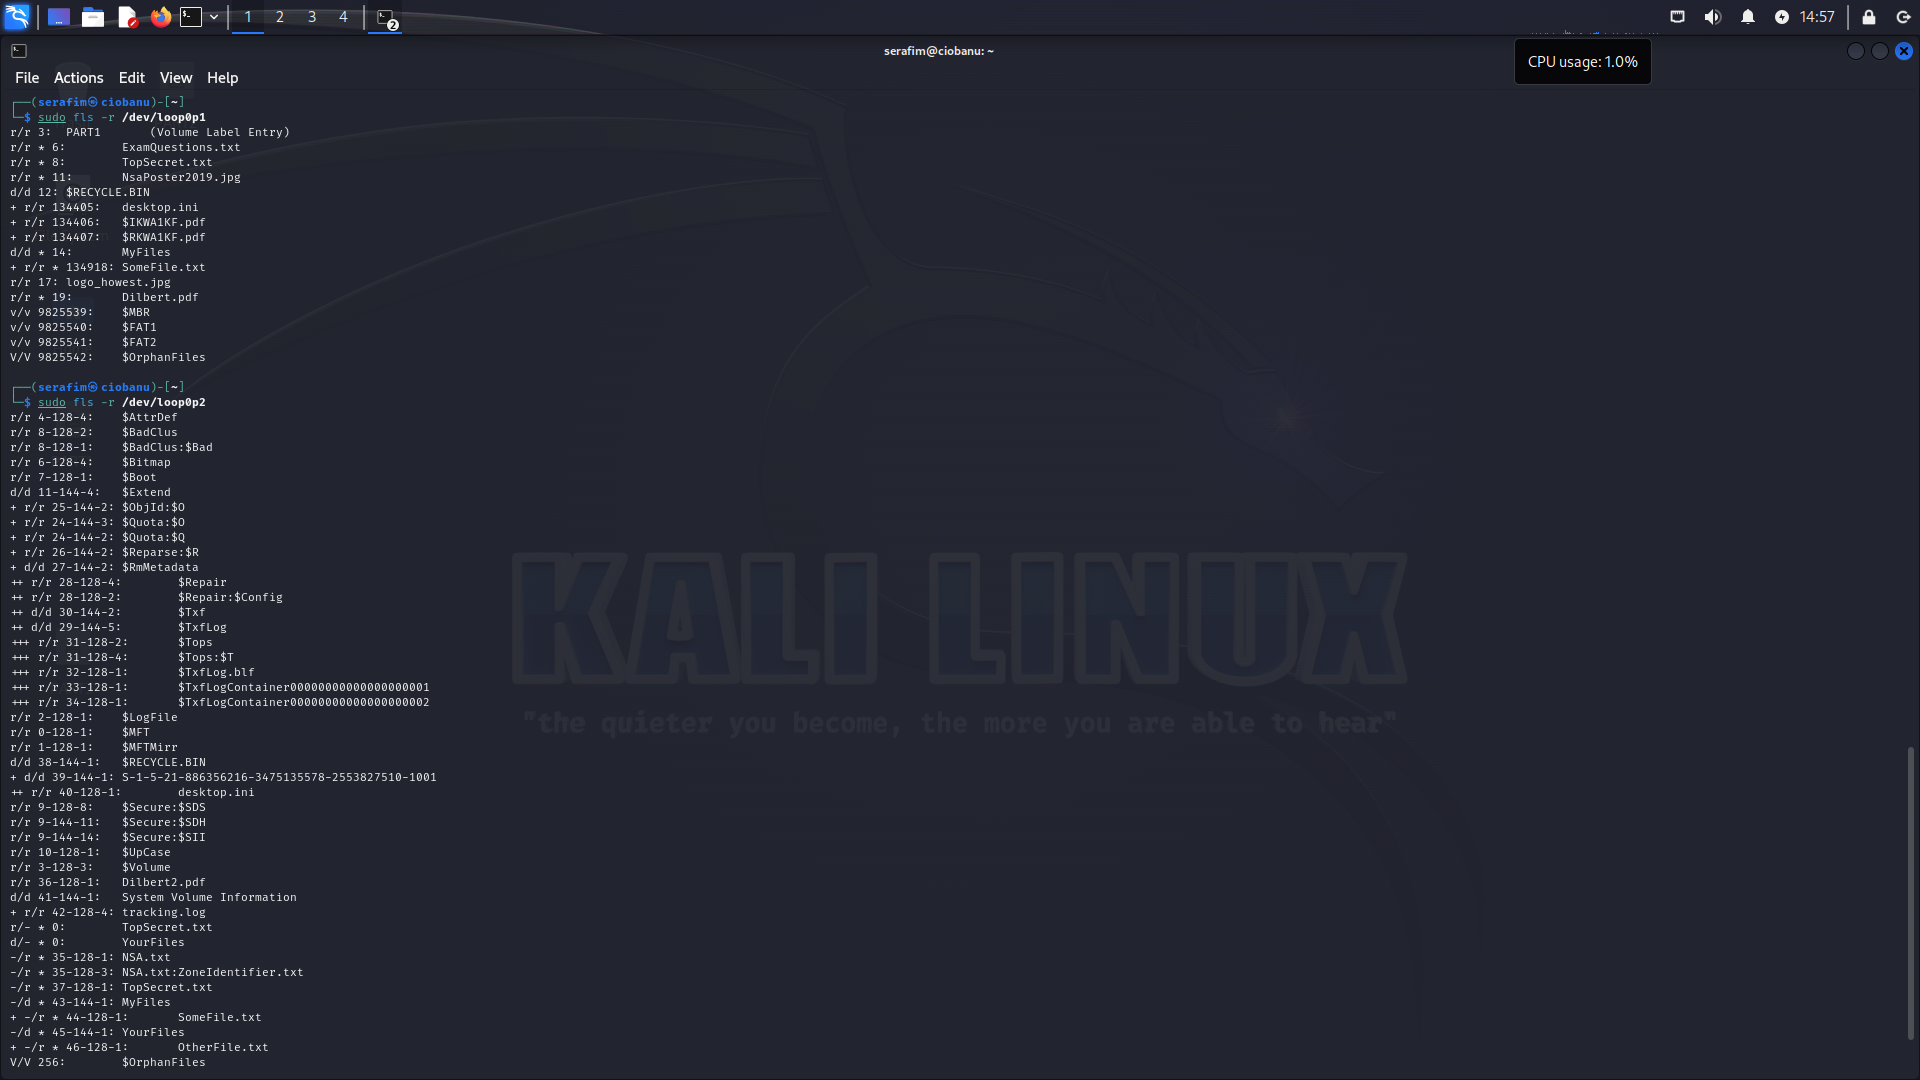 1 2 3 4 2 14:57
serafim@ciobanu: ~
CPU usage: 1.0%
File Actions Edit View Help
┌──(serafim㉿ciobanu)-[~]
└─$ sudo fls -r /dev/loop0p1
r/r 3:  PART1       (Volume Label Entry)
r/r * 6:        ExamQuestions.txt
r/r * 8:        TopSecret.txt
r/r * 11:       NsaPoster2019.jpg
d/d 12: $RECYCLE.BIN
+ r/r 134405:   desktop.ini
+ r/r 134406:   $IKWA1KF.pdf
+ r/r 134407:   $RKWA1KF.pdf
d/d * 14:       MyFiles
+ r/r * 134918: SomeFile.txt
r/r 17: logo_howest.jpg
r/r * 19:       Dilbert.pdf
v/v 9825539:    $MBR
v/v 9825540:    $FAT1
v/v 9825541:    $FAT2
V/V 9825542:    $OrphanFiles
┌──(serafim㉿ciobanu)-[~]
└─$ sudo fls -r /dev/loop0p2
r/r 4-128-4:    $AttrDef
r/r 8-128-2:    $BadClus
r/r 8-128-1:    $BadClus:$Bad
r/r 6-128-4:    $Bitmap
r/r 7-128-1:    $Boot
d/d 11-144-4:   $Extend
+ r/r 25-144-2: $ObjId:$O
+ r/r 24-144-3: $Quota:$O
+ r/r 24-144-2: $Quota:$Q
+ r/r 26-144-2: $Reparse:$R
+ d/d 27-144-2: $RmMetadata
++ r/r 28-128-4:        $Repair
++ r/r 28-128-2:        $Repair:$Config
++ d/d 30-144-2:        $Txf
++ d/d 29-144-5:        $TxfLog
+++ r/r 31-128-2:       $Tops
+++ r/r 31-128-4:       $Tops:$T
+++ r/r 32-128-1:       $TxfLog.blf
+++ r/r 33-128-1:       $TxfLogContainer00000000000000000001
+++ r/r 34-128-1:       $TxfLogContainer00000000000000000002
r/r 2-128-1:    $LogFile
r/r 0-128-1:    $MFT
r/r 1-128-1:    $MFTMirr
d/d 38-144-1:   $RECYCLE.BIN
+ d/d 39-144-1: S-1-5-21-886356216-3475135578-2553827510-1001
++ r/r 40-128-1:        desktop.ini
r/r 9-128-8:    $Secure:$SDS
r/r 9-144-11:   $Secure:$SDH
r/r 9-144-14:   $Secure:$SII
r/r 10-128-1:   $UpCase
r/r 3-128-3:    $Volume
r/r 36-128-1:   Dilbert2.pdf
d/d 41-144-1:   System Volume Information
+ r/r 42-128-4: tracking.log
r/- * 0:        TopSecret.txt
d/- * 0:        YourFiles
-/r * 35-128-1: NSA.txt
-/r * 35-128-3: NSA.txt:ZoneIdentifier.txt
-/r * 37-128-1: TopSecret.txt
-/d * 43-144-1: MyFiles
+ -/r * 44-128-1:       SomeFile.txt
-/d * 45-144-1: YourFiles
+ -/r * 46-128-1:       OtherFile.txt
V/V 256:        $OrphanFiles
KALI LINUX
"the quieter you become, the more you are able to hear"